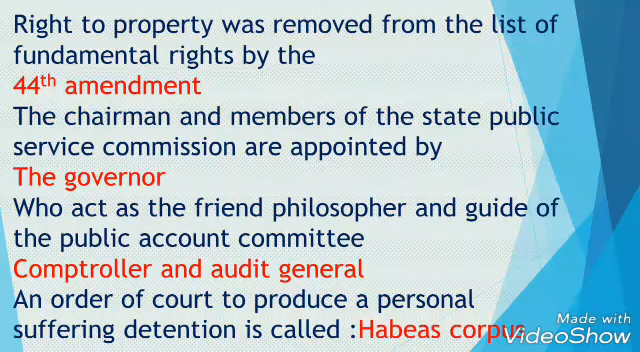 Right to property was removed from the list of
fundamental rights by the
44th amendment
The chairman and members of the state public
service commission are appointed by
The governor
Who act as the friend philosopher and guide of
the public account committee
Comptroller and audit general
An order of court to produce a personal
suffering detention is called :Habeas corpus
Made with
VideoShow